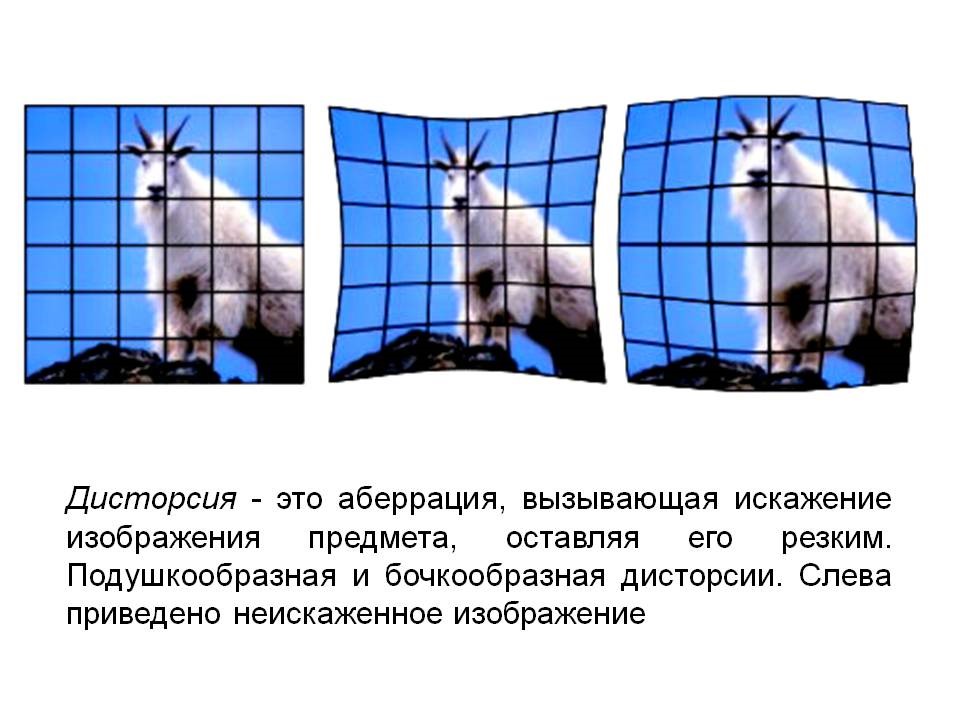 Дисторсия - это аберрация, вызывающая искажение
изображения предмета, оставляя его резким.
Подушкообразная и бочкообразная дисторсии. Слева
приведено неискаженное изображение